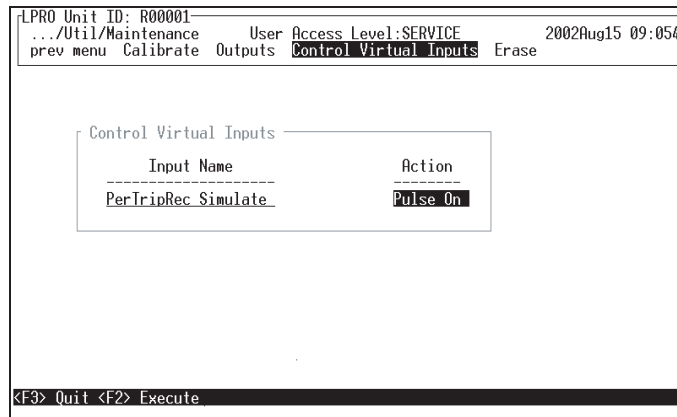 LPRO Unit ID: R00001
.../Util/Maintenance User Access Level:SERVICE 2002Aug15 09:054
prev menu Calibrate Outputs Control Virtual Inputs Erase
Control Virtual Inputs
Input Name Action
-------------------- --------
PerTripRec Simulate Pulse On
<F3> Quit <F2> Execute